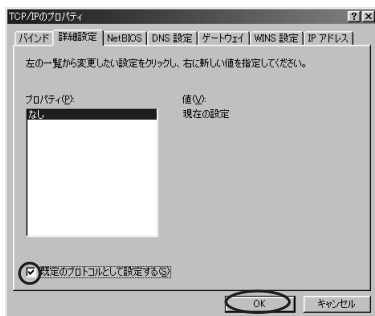 TCP/IPのプロパティ
バインド 詳細設定 NetBIOS DNS 設定 ゲートウェイ WINS 設定 IP アドレス
左の一覧から変更したい設定をクリックし、右に新しい値を指定してください。
プロパティ(P): 値(V):
なし 現在の設定
既定のプロトコルとして設定する(S)
OK キャンセル